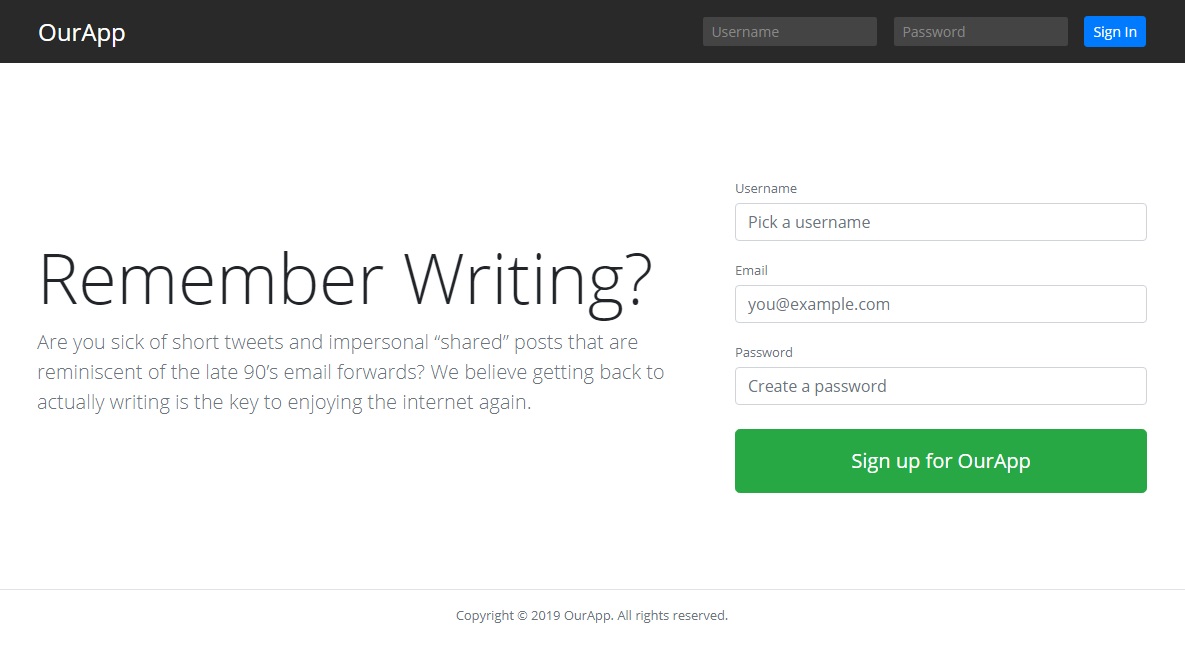 OurApp
Username
Password
Sign In
Remember Writing?
Are you sick of short tweets and impersonal “shared” posts that are
reminiscent of the late 90’s email forwards? We believe getting back to
actually writing is the key to enjoying the internet again.
Username
Pick a username
Email
you@example.com
Password
Create a password
Sign up for OurApp
Copyright © 2019 OurApp. All rights reserved.